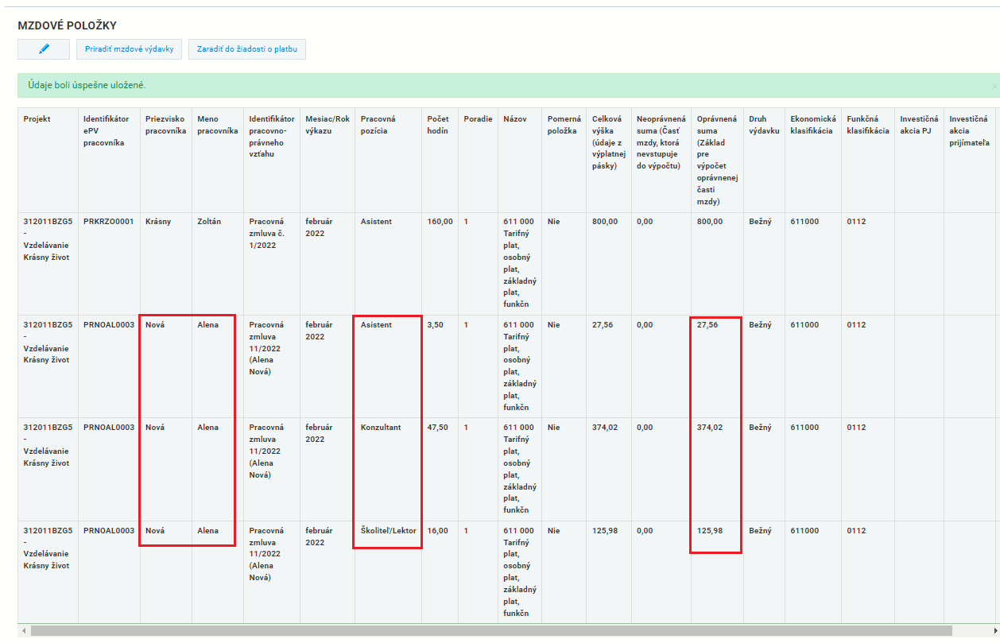 MZDOVÉ POLOŽKY
Priradiť mzdové výdavky
Zaradiť do žiadosti o platbu
Údaje boli úspešne uložené.
×
Projekt
Identifikátor
ePV
pracovníka
Priezvisko
pracovníka
Meno
pracovníka
Identifikátor
pracovno-
právneho
vzťahu
Mesiac/Rok
výkazu
Pracovná
pozícia
Počet
hodín
Poradie
Názov
Pomerná
položka
Celková
výška
(údaje z
výplatnej
pásky)
Neoprávnená
suma (Časť
mzdy, ktorá
nevstupuje
do výpočtu)
Oprávnená
suma
(Základ
pre
výpočet
oprávnenej
časti
mzdy)
Druh
výdavku
Ekonomická
klasifikácia
Funkčná
klasifikácia
Investičná
akcia PJ
Investičná
akcia
prijímateľa
312011BZG5
-
Vzdelávanie
Krásny život
PRKRZO0001
Krásny
Zoltán
Pracovná
zmluva č.
1/2022
február
2022
Asistent
160,00
1
611 000
Tarifný
plat,
osobný
plat,
základný
plat,
funkčn
Nie
800,00
0,00
800,00
Bežný
611000
0112
312011BZG5
-
Vzdelávanie
Krásny život
PRNOAL0003
Nová
Alena
Pracovná
zmluva
11/2022
(Alena
Nová)
február
2022
Asistent
3,50
1
611 000
Tarifný
plat,
osobný
plat,
základný
plat,
funkčn
Nie
27,56
0,00
27,56
Bežný
611000
0112
312011BZG5
-
Vzdelávanie
Krásny život
PRNOAL0003
Nová
Alena
Pracovná
zmluva
11/2022
(Alena
Nová)
február
2022
Konzultant
47,50
1
611 000
Tarifný
plat,
osobný
plat,
základný
plat,
funkčn
Nie
374,02
0,00
374,02
Bežný
611000
0112
312011BZG5
-
Vzdelávanie
Krásny život
PRNOAL0003
Nová
Alena
Pracovná
zmluva
11/2022
(Alena
Nová)
február
2022
Školiteľ/Lektor
16,00
1
611 000
Tarifný
plat,
osobný
plat,
základný
plat,
funkčn
Nie
125,98
0,00
125,98
Bežný
611000
0112